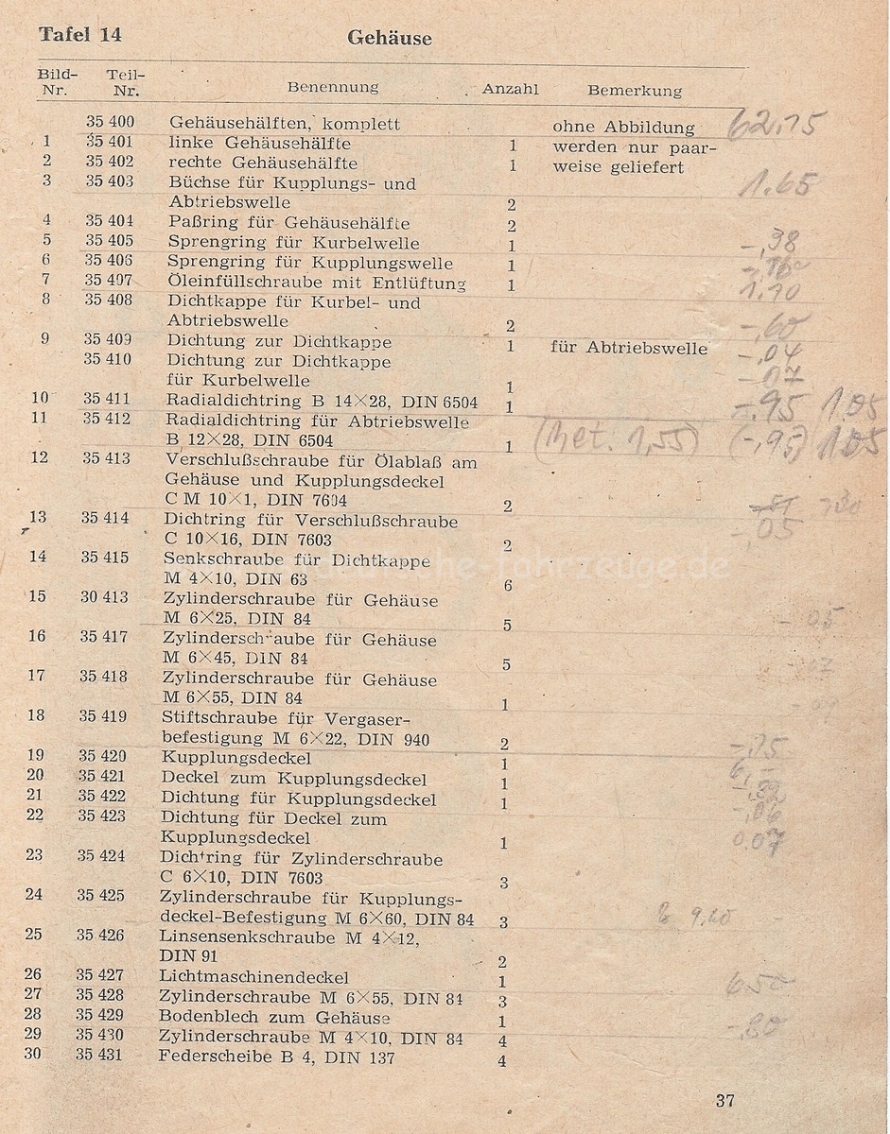 Tafel 14 Gehäuse
Bild- Teil-
Nr. Nr. Benennung Anzahl Bemerkung
35 400 Gehäusehälften, komplett ohne Abbildung 62.15
1 35 401 linke Gehäusehälfte 1 werden nur paar-
2 35 402 rechte Gehäusehälfte 1 weise geliefert
3 35 403 Büchse für Kupplungs- und 1.65
Abtriebswelle 2
4 35 404 Paßring für Gehäusehälfte 2
5 35 405 Sprengring für Kurbelwelle 1 -,38
6 35 406 Sprengring für Kupplungswelle 1
7 35 407 Öleinfüllschraube mit Entlüftung 1 1.10
8 35 408 Dichtkappe für Kurbel- und
Abtriebswelle 2 -,60
9 35 409 Dichtung zur Dichtkappe 1 für Abtriebswelle -,04
35 410 Dichtung zur Dichtkappe -07
für Kurbelwelle 1
10 35 411 Radialdichtring B 14×28, DIN 6504 1 -.95 1.05
11 35 412 Radialdichtring für Abtriebswelle
B 12×28, DIN 6504 1 1,55) (-,95) 1.05
12 35 413 Verschlußschraube für Ölablaß am
Gehäuse und Kupplungsdeckel
C M 10×1, DIN 7604 2
13 35 414 Dichtring für Verschlußschraube -,05
C 10×16, DIN 7603 2
14 35 415 Senkschraube für Dichtkappe
M 4×10, DIN 63 6
15 30 413 Zylinderschraube für Gehäuse
M 6×25, DIN 84 5 - 05
16 35 417 Zylinderschraube für Gehäuse
M 6×45, DIN 84 5
17 35 418 Zylinderschraube für Gehäuse
M 6×55, DIN 84 1
18 35 419 Stiftschraube für Vergaser-
befestigung M 6×22, DIN 940 2 -,15
19 35 420 Kupplungsdeckel 1
20 35 421 Deckel zum Kupplungsdeckel 1
21 35 422 Dichtung für Kupplungsdeckel 1
22 35 423 Dichtung für Deckel zum
Kupplungsdeckel 1 0.07
23 35 424 Dichtring für Zylinderschraube
C 6×10, DIN 7603 3
24 35 425 Zylinderschraube für Kupplungs-
deckel-Befestigung M 6×60, DIN 84 3
25 35 426 Linsensenkschraube M 4×12,
DIN 91 2
26 35 427 Lichtmaschinendeckel 1 6.50
27 35 428 Zylinderschraube M 6×55, DIN 84 3
28 35 429 Bodenblech zum Gehäuse 1 -.80
29 35 430 Zylinderschraube M 4×10, DIN 84 4
30 35 431 Federscheibe B 4, DIN 137 4
37